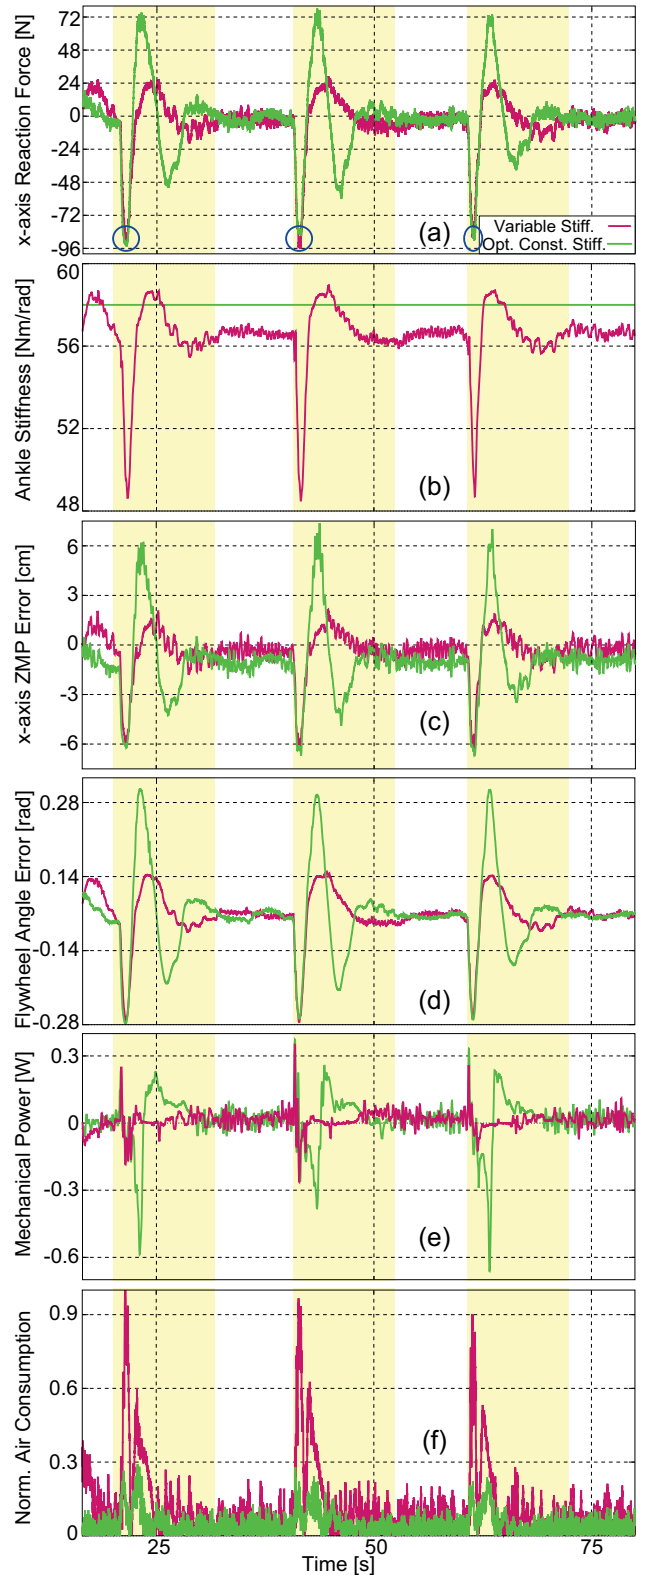 x-axis Reaction Force [N]
72
48
24
0
-24
-48
-72
-96
(a)
Variable Stiff.
Opt. Const. Stiff.
Ankle Stiffness [Nm/rad]
60
56
52
48
(b)
x-axis ZMP Error [cm]
6
3
0
-3
-6
(c)
Flywheel Angle Error [rad]
0.28
0.14
-0.14
-0.28
(d)
Mechanical Power [W]
0.3
0
-0.3
-0.6
(e)
Norm. Air Consumption
0.9
0.6
0.3
0
(f)
25
50
75
Time [s]